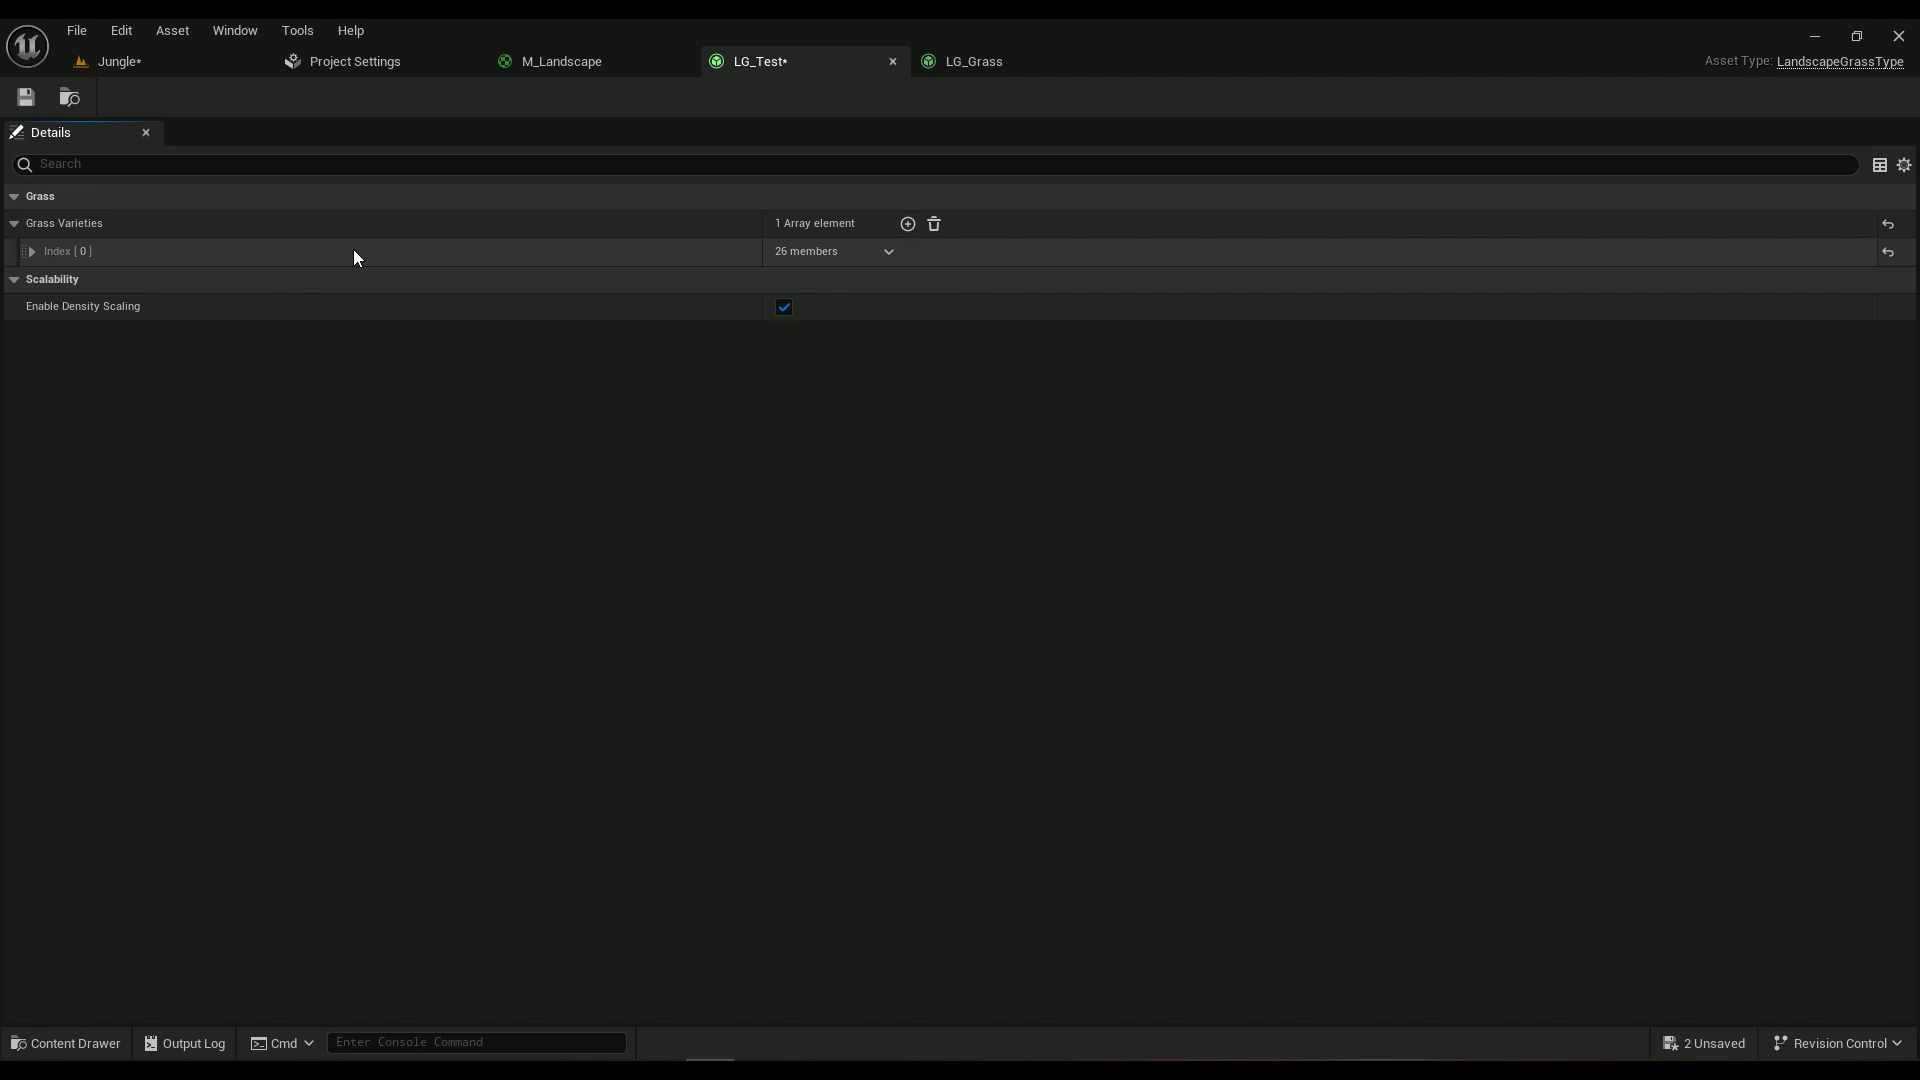 File Edit Asset Window Tools Help
Jungle* Project Settings M_Landscape LG_Test* LG_Grass Asset Type: LandscapeGrassType
Details
Search
Grass
Grass Varieties 1 Array element
Index [ 0 ] 26 members
Scalability
Enable Density Scaling
Content Drawer Output Log Cmd Enter Console Command 2 Unsaved Revision Control